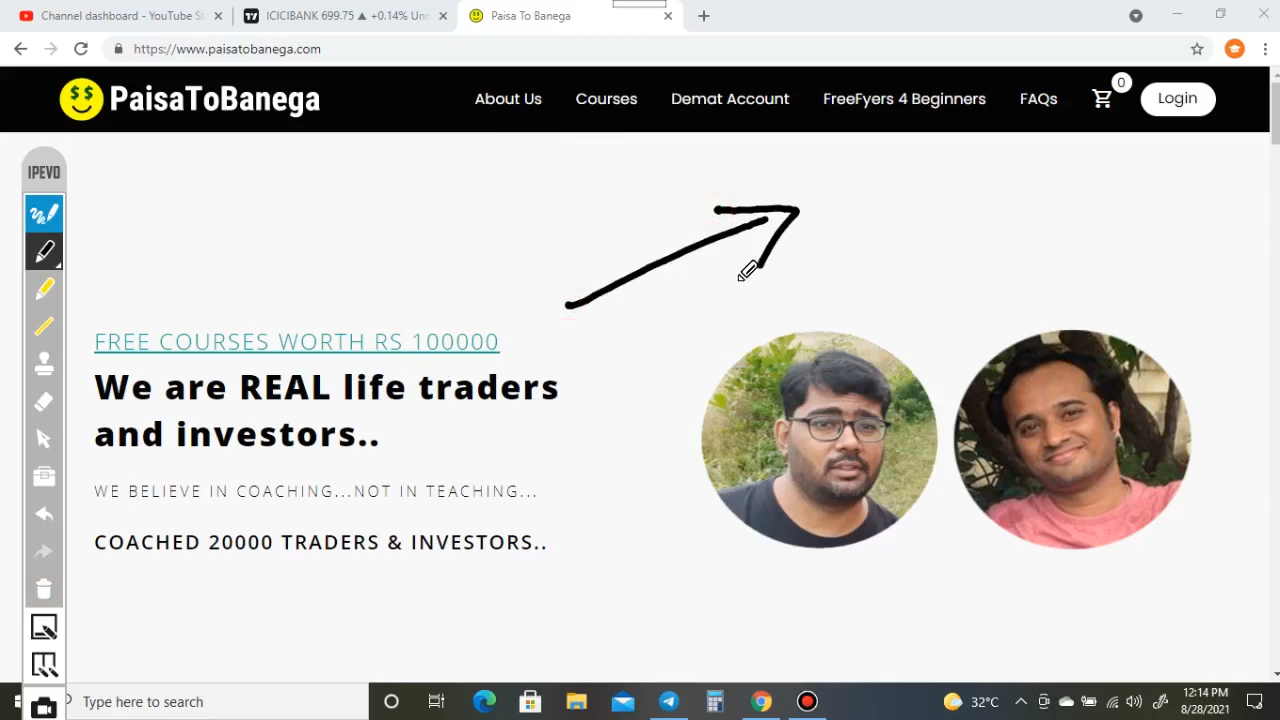 Channel dashboard - YouTube St
ICICIBANK 699.75 ▲ +0.14% Unn
Paisa To Banega
https://www.paisatobanega.com
PaisaToBanega
About Us
Courses
Demat Account
FreeFyers 4 Beginners
FAQs
0
Login
IPEVO
FREE COURSES WORTH RS 100000
We are REAL life traders
and investors..
WE BELIEVE IN COACHING...NOT IN TEACHING...
COACHED 20000 TRADERS & INVESTORS..
Type here to search
32°C
12:14 PM
8/28/2021